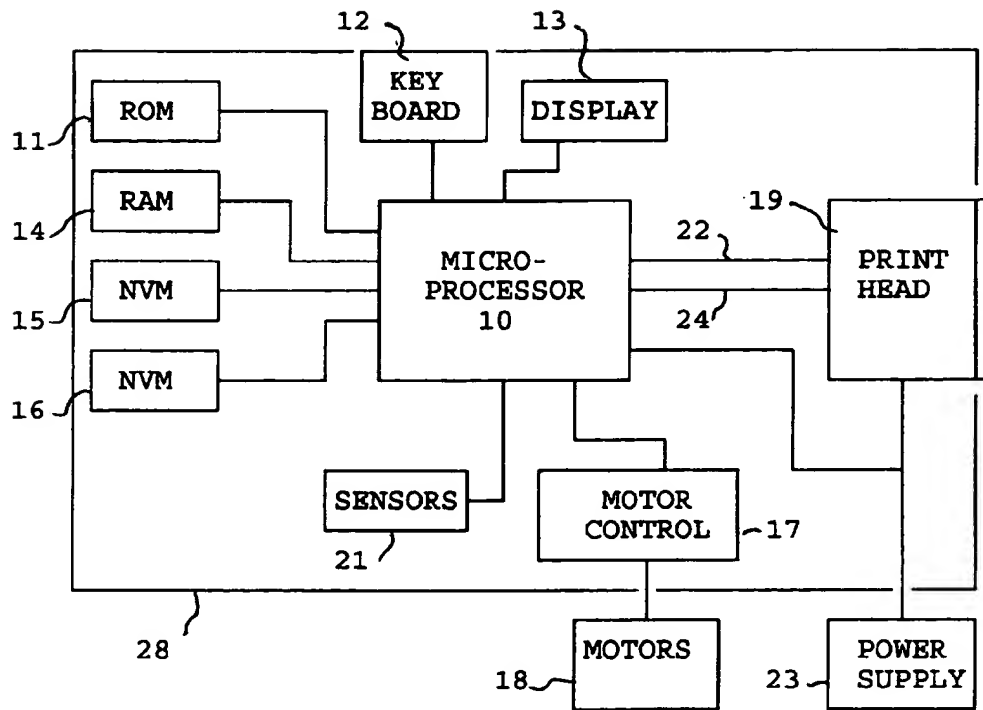 12
13
KEY
BOARD
DISPLAY
ROM
11
RAM
14
19
MICRO-
PROCESSOR
10
22
24
PRINT
HEAD
NVM
15
NVM
16
SENSORS
21
MOTOR
CONTROL
17
28
MOTORS
18
POWER
SUPPLY
23